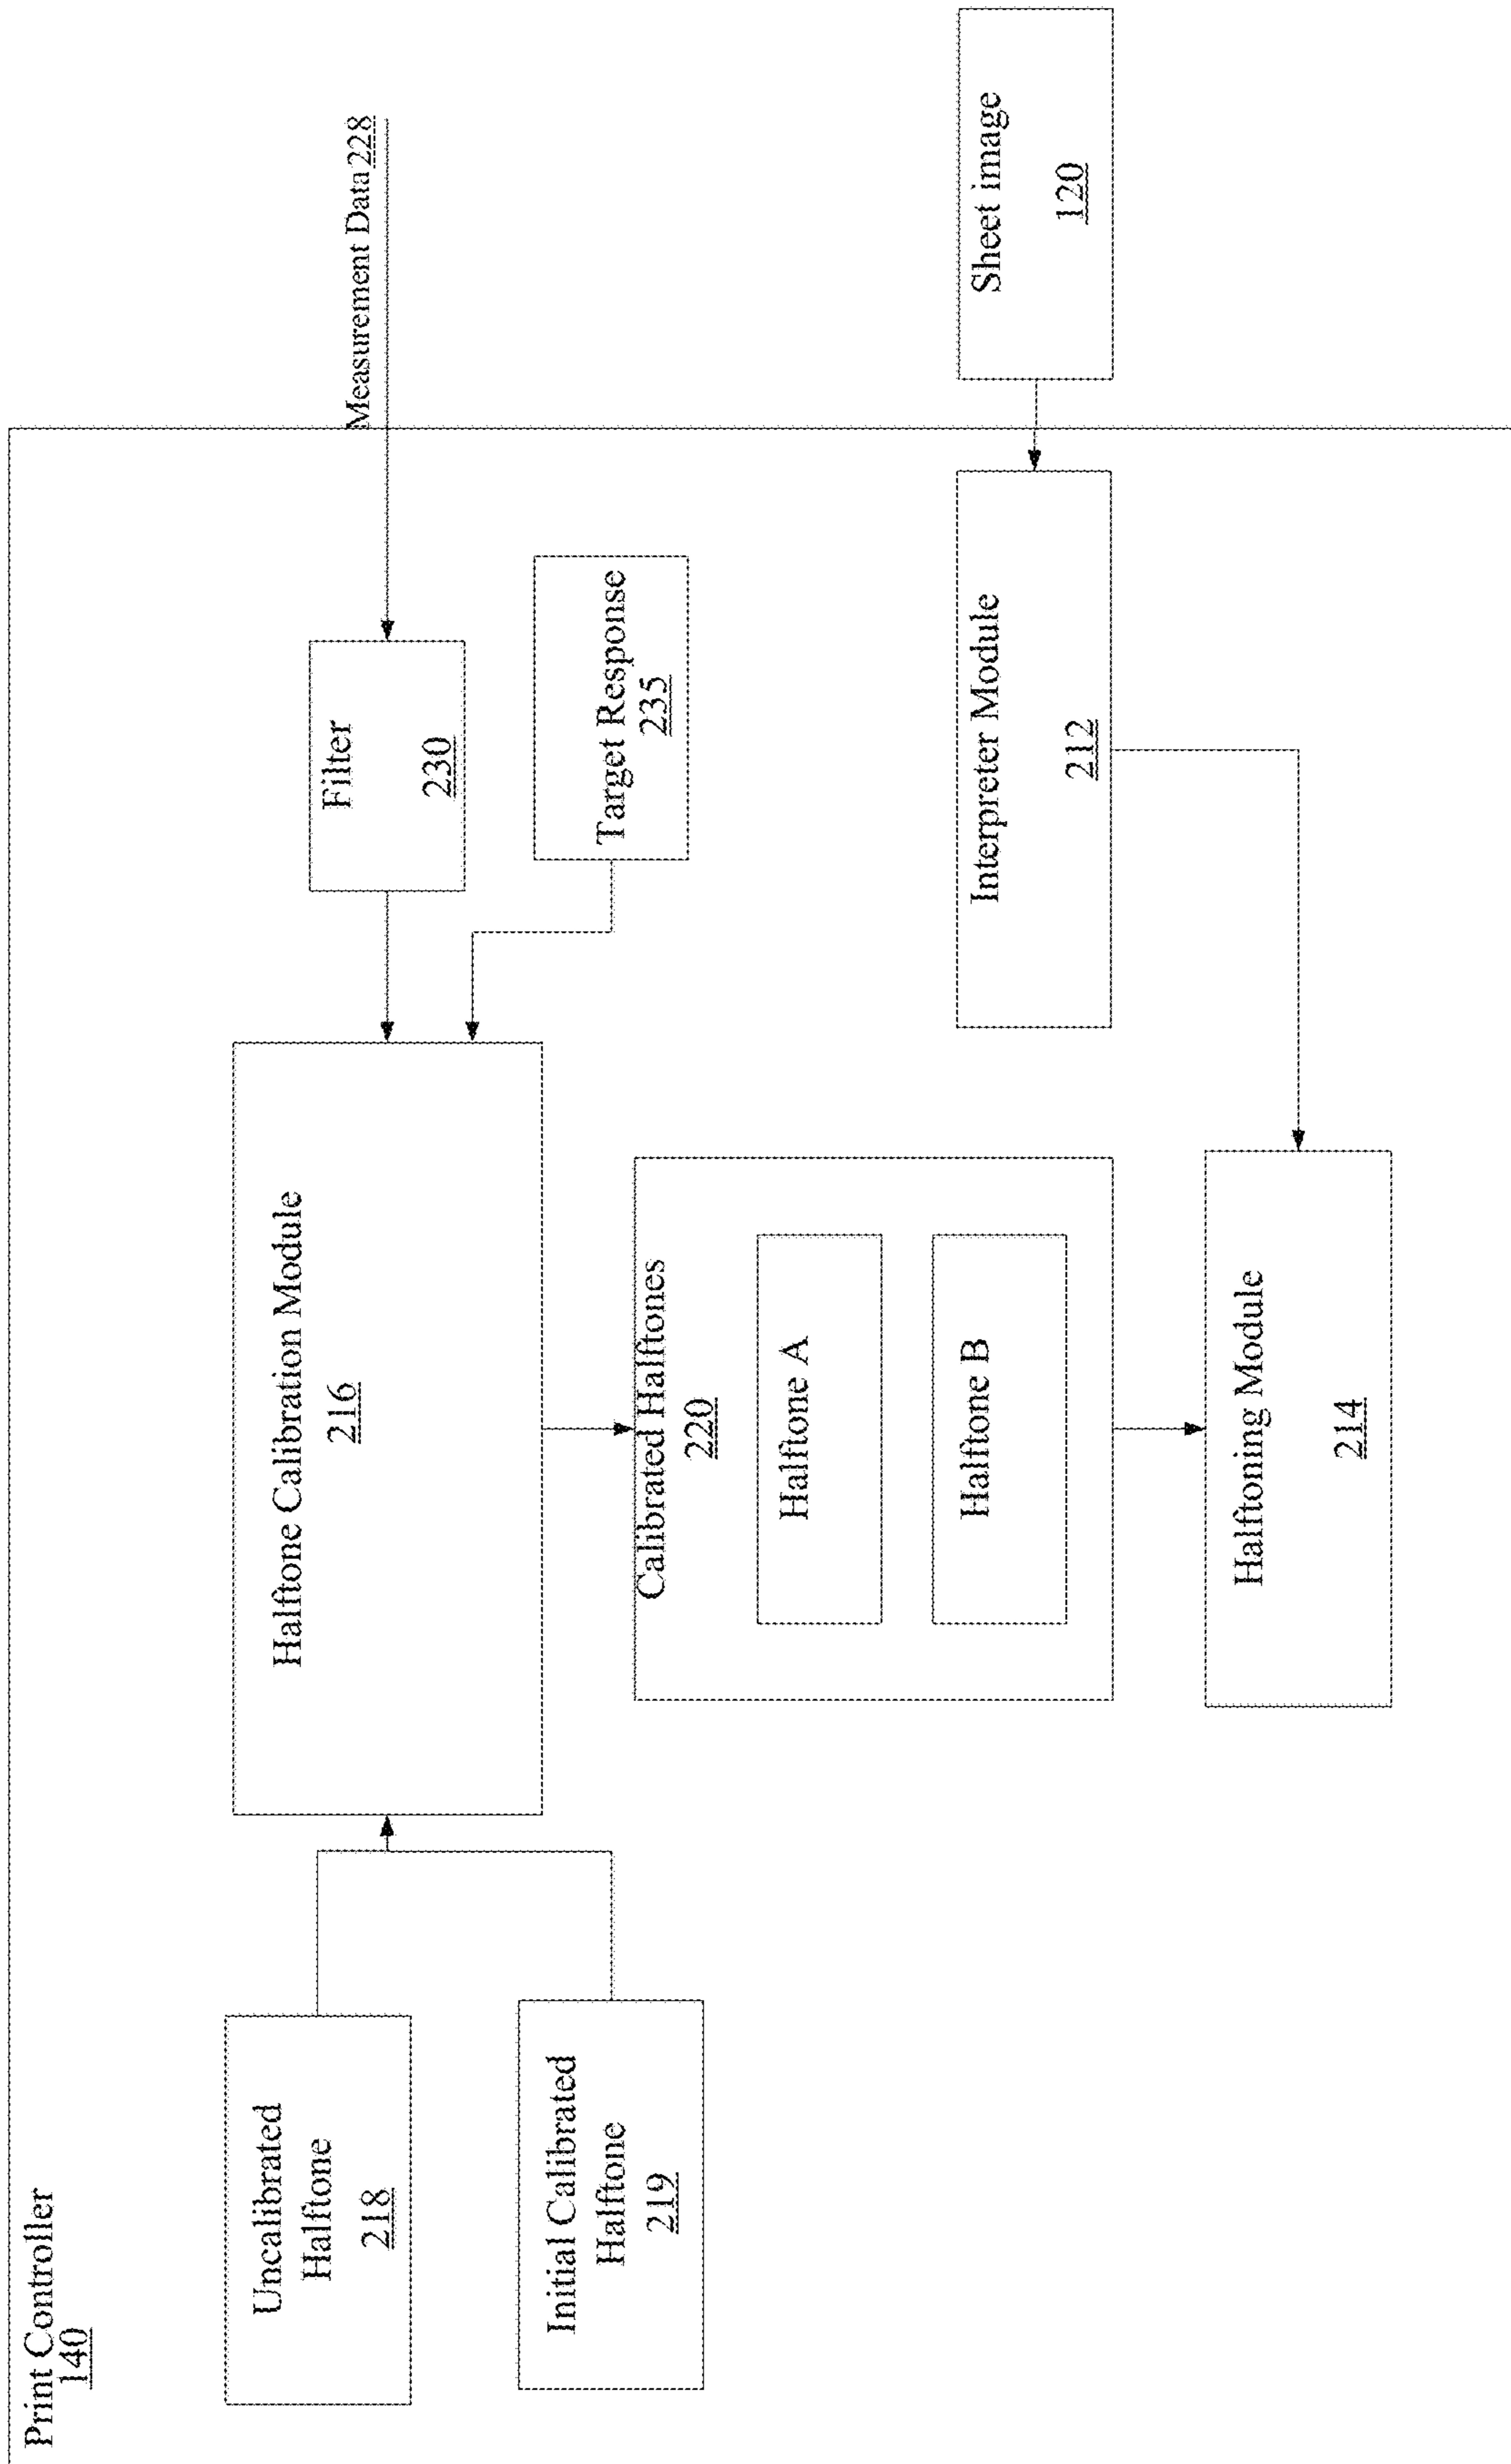 Print Controller
140
Uncalibrated
Halftone
218
Initial Calibrated
Halftone
219
Halftone Calibration Module
216
Calibrated Halftones
220
Halftone A
Halftone B
Halftoning Module
214
Filter
230
Target Response
235
Measurement Data 228
Interpreter Module
212
Sheet image
120